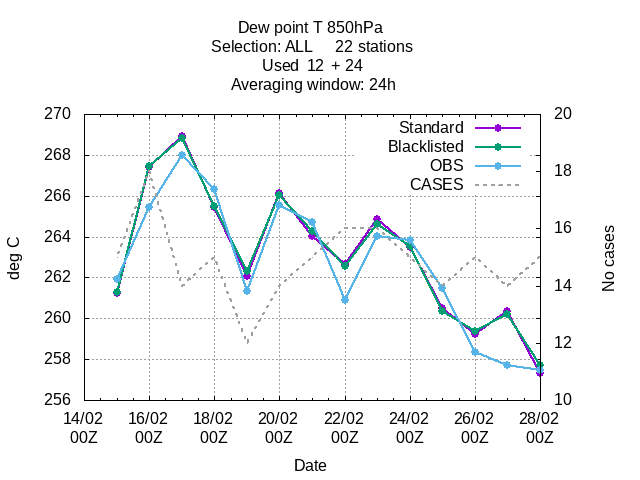 Dew point T 850hPa
Selection: ALL 22 stations
Used 12 + 24
Averaging window: 24h
270
268
266
264
262
260
258
256
20
18
16
14
12
10
deg C
No cases
Standard
Blacklisted
OBS
CASES
14/02 16/02 18/02 20/02 22/02 24/02 26/02 28/02
00Z 00Z 00Z 00Z 00Z 00Z 00Z 00Z
Date